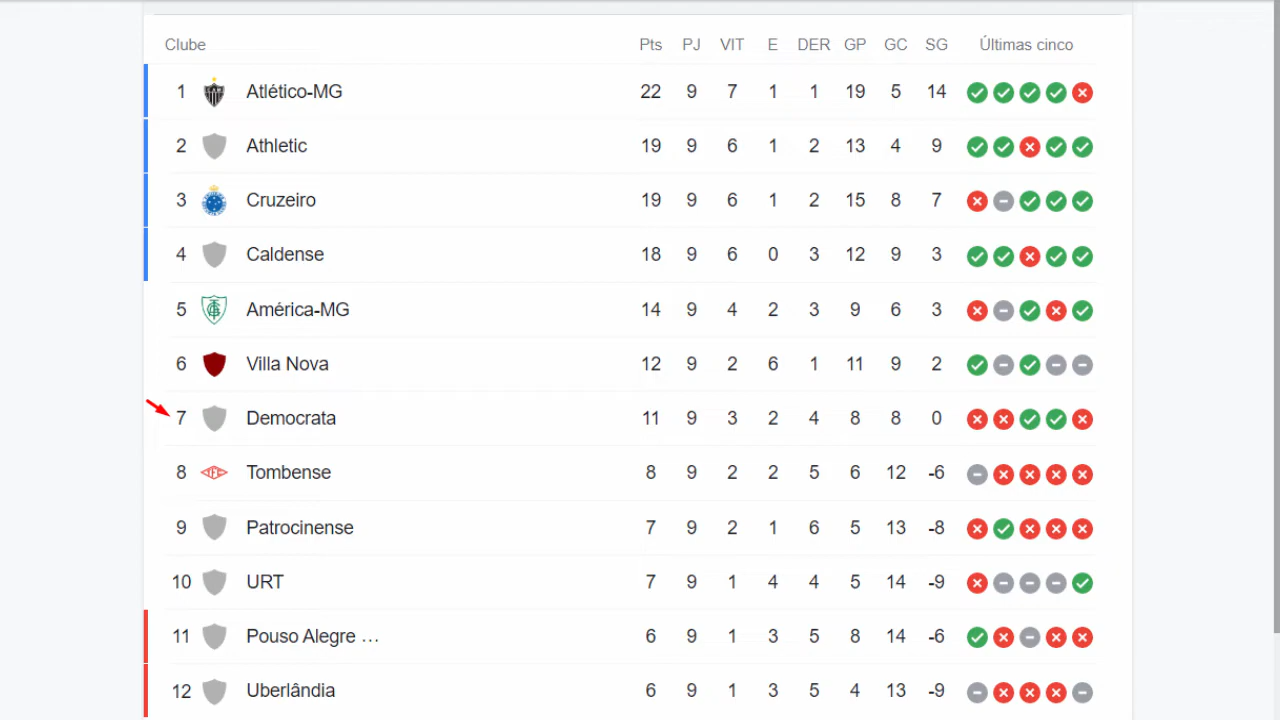 Clube Pts PJ VIT E DER GP GC SG Últimas cinco
1 Atlético-MG 22 9 7 1 1 19 5 14
2 Athletic 19 9 6 1 2 13 4 9
3 Cruzeiro 19 9 6 1 2 15 8 7
4 Caldense 18 9 6 0 3 12 9 3
5 América-MG 14 9 4 2 3 9 6 3
6 Villa Nova 12 9 2 6 1 11 9 2
7 Democrata 11 9 3 2 4 8 8 0
8 Tombense 8 9 2 2 5 6 12 -6
9 Patrocinense 7 9 2 1 6 5 13 -8
10 URT 7 9 1 4 4 5 14 -9
11 Pouso Alegre … 6 9 1 3 5 8 14 -6
12 Uberlândia 6 9 1 3 5 4 13 -9